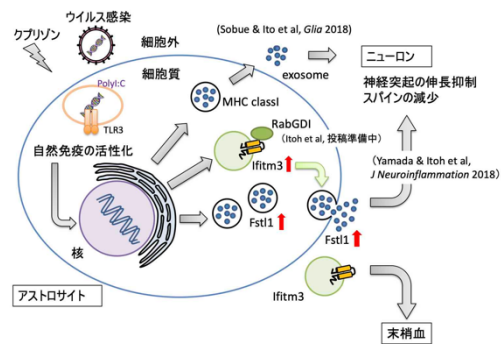 クプリゾン
ウイルス感染
細胞外
細胞質
(Sobue & Ito et al, Glia 2018)
exosome
ニューロン
神経突起の伸長抑制
スパインの減少
PolyI:C
TLR3
MHC classI
自然免疫の活性化
RabGDI
(Itoh et al, 投稿準備中)
Ifitm3
(Yamada & Itoh et al,
J Neuroinflammation 2018)
Fstl1
Fstl1
核
アストロサイト
Ifitm3
末梢血